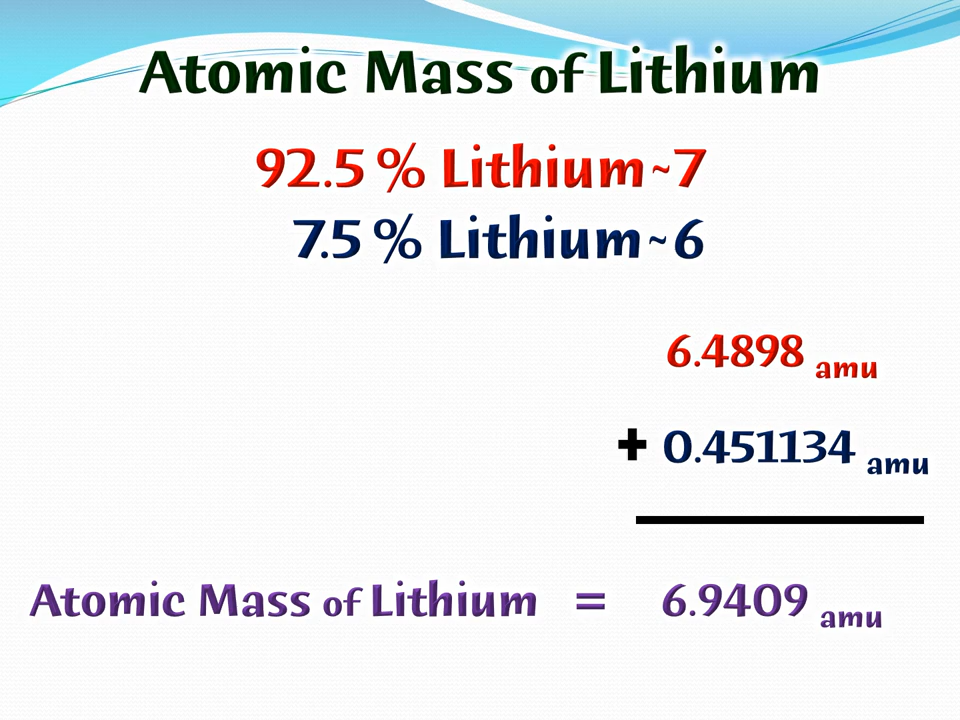 Atomic Mass of Lithium
92.5 % Lithium~7
7.5 % Lithium~6
6.4898 amu
+ 0.451134 amu
Atomic Mass of Lithium = 6.9409 amu